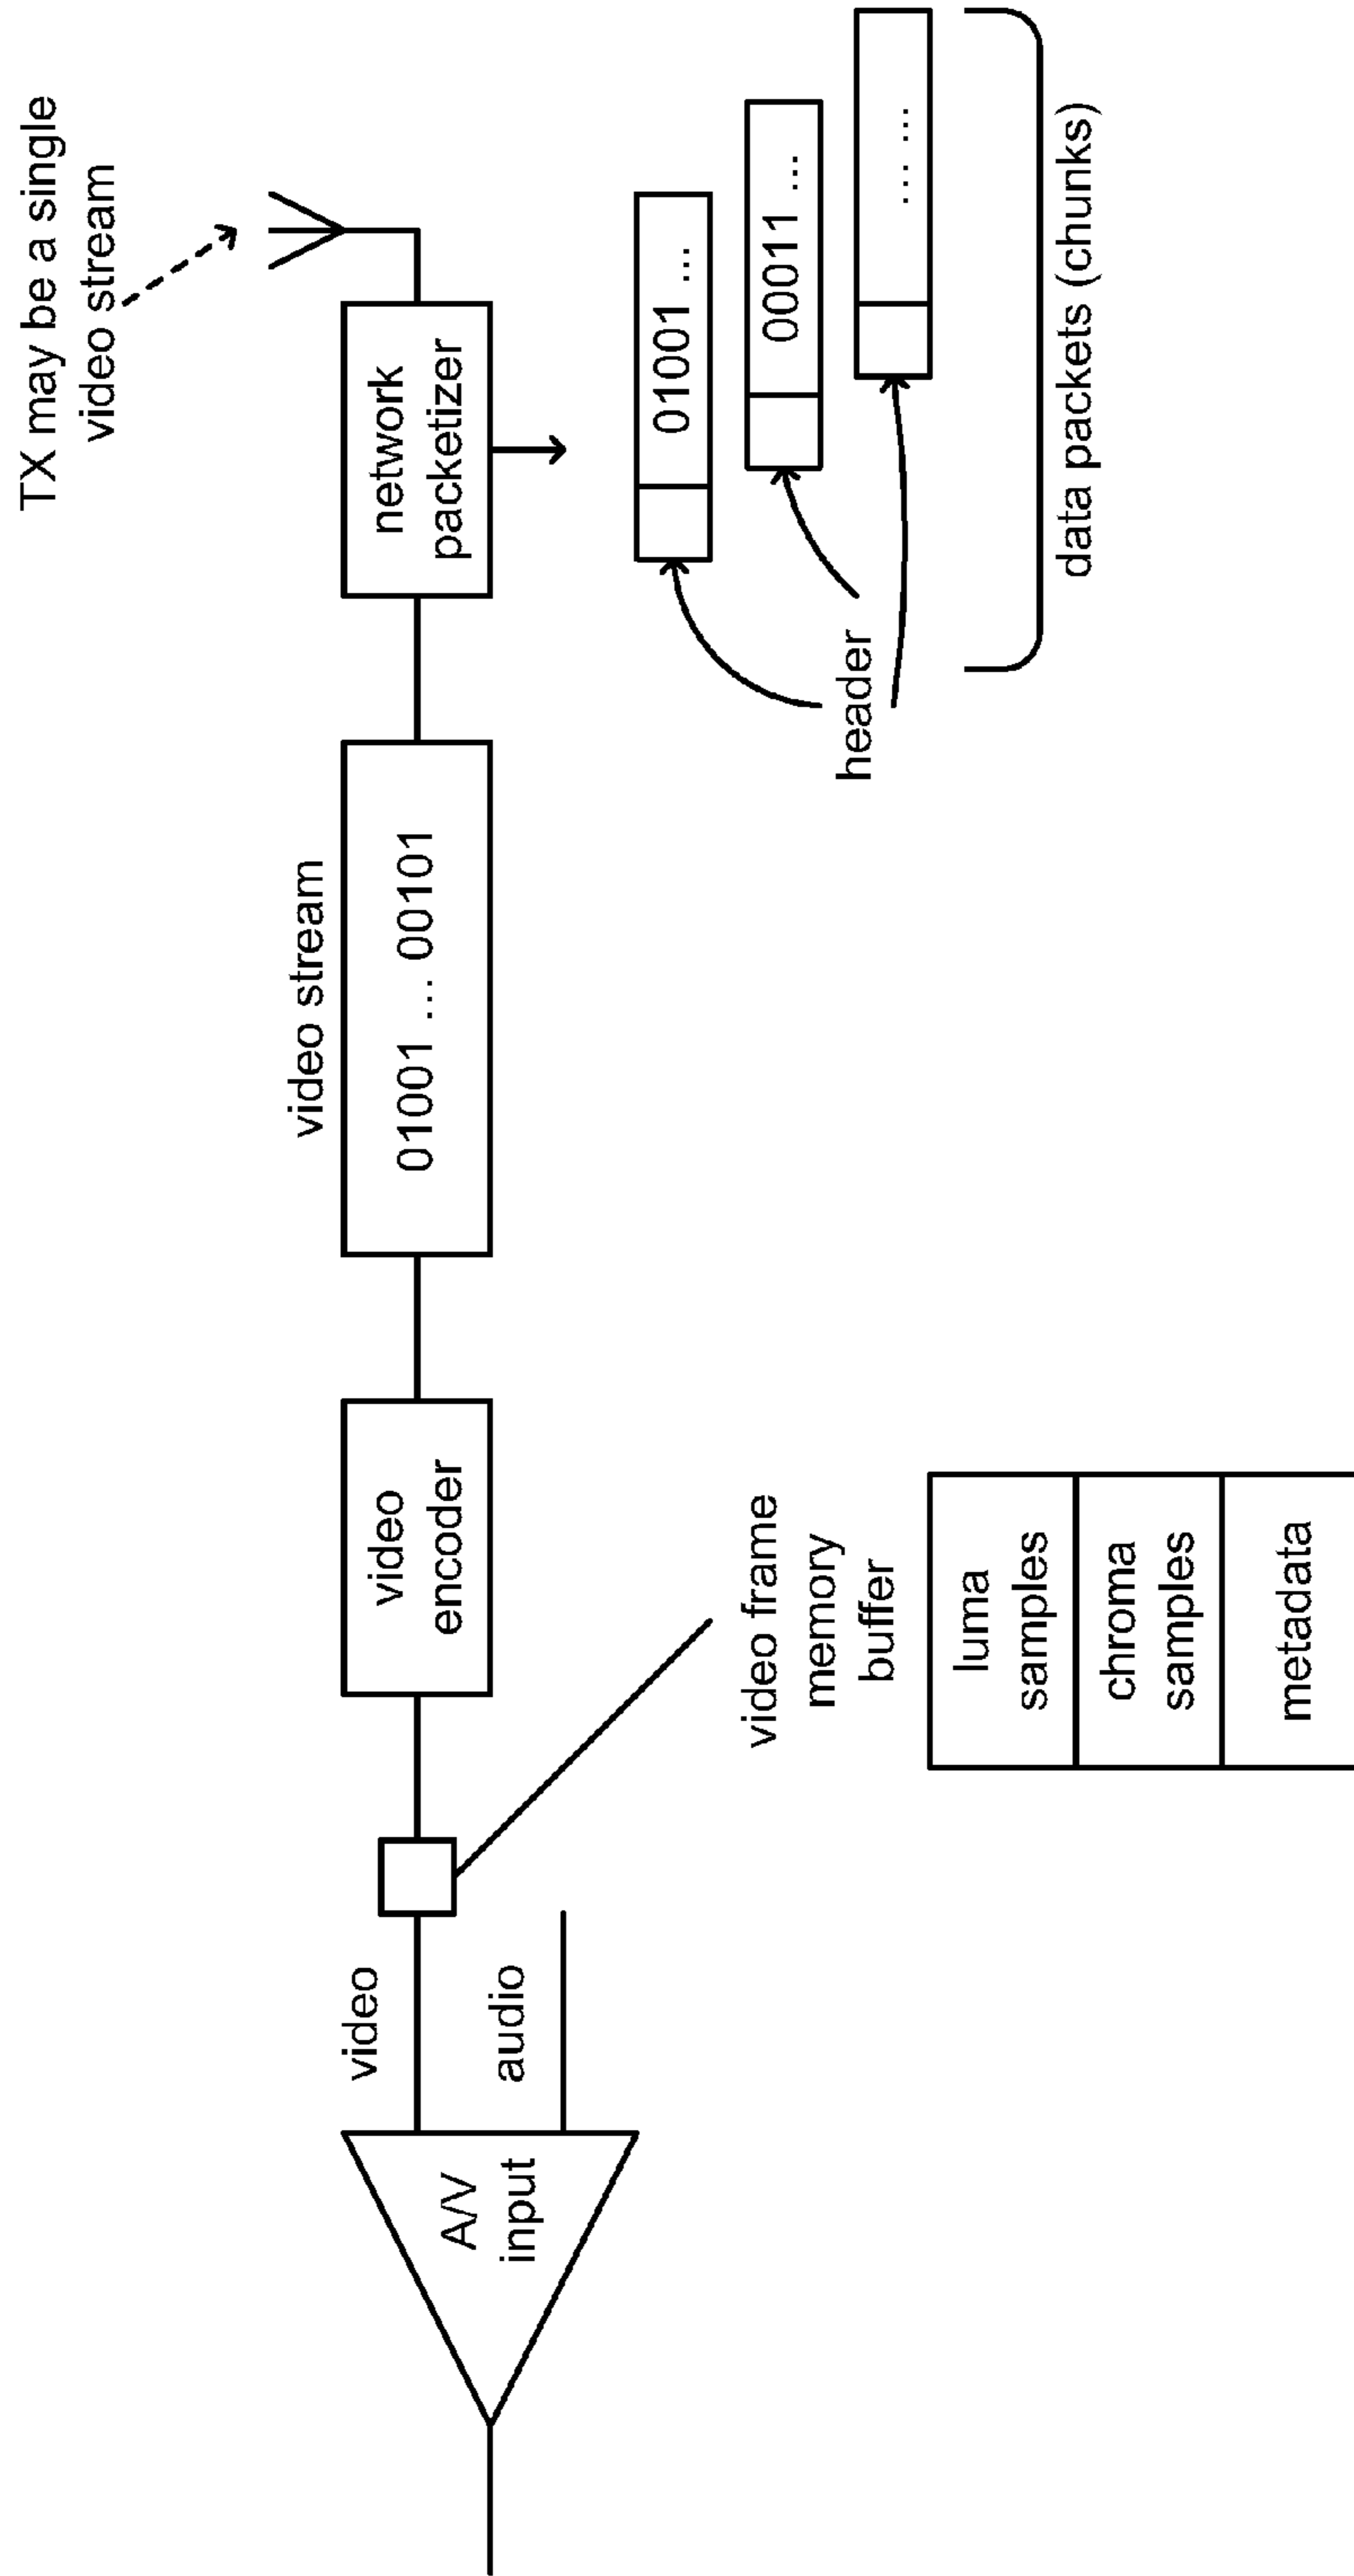 TX may be a single
video stream
A/V
input
video
audio
video
encoder
video stream
01001 ... 00101
network
packetizer
video frame
memory
buffer
luma
samples
chroma
samples
metadata
header
01001 ...
00011 ...
... ...
data packets (chunks)